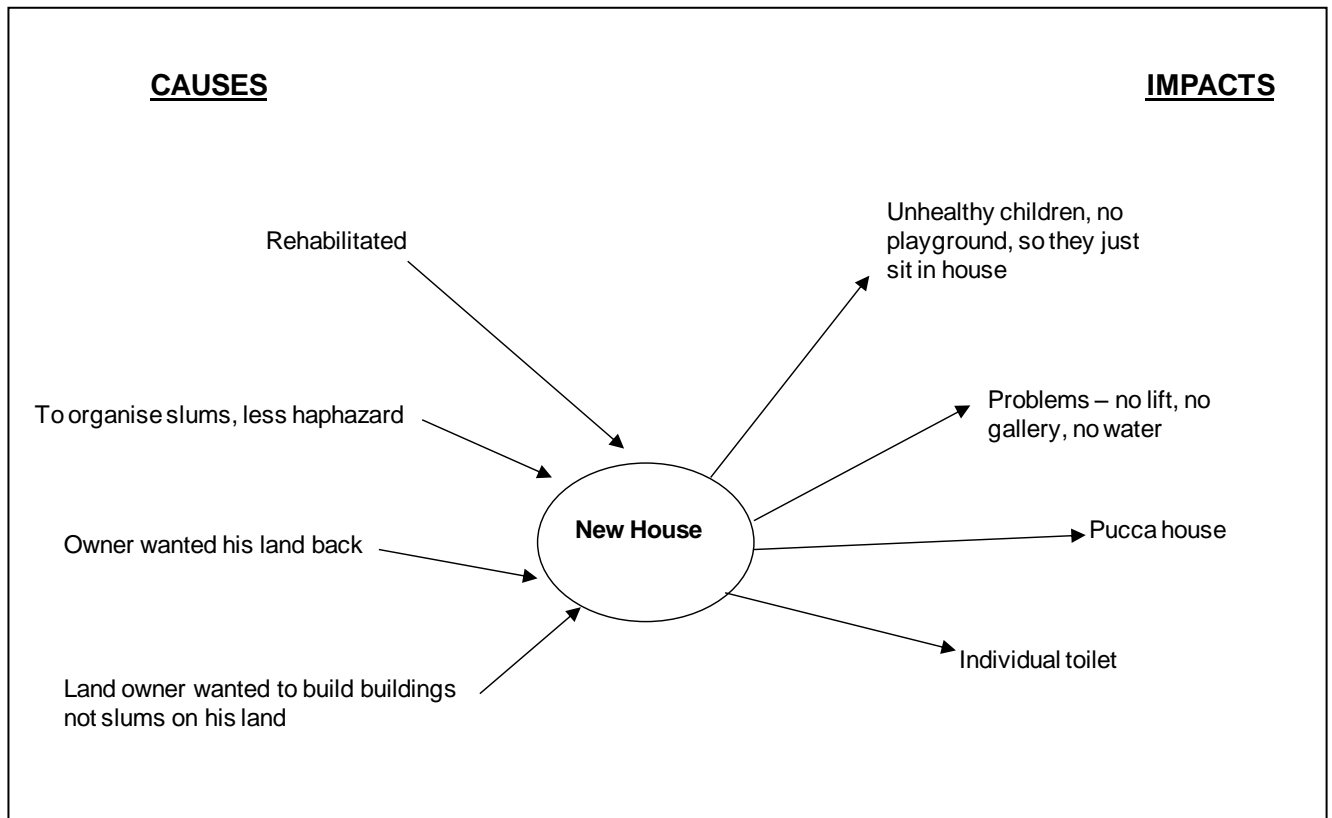 CAUSES
IMPACTS
Rehabilitated
Unhealthy children, no
playground, so they just
sit in house
To organise slums, less haphazard
Problems – no lift, no
gallery, no water
New House
Owner wanted his land back
Pucca house
Individual toilet
Land owner wanted to build buildings
not slums on his land